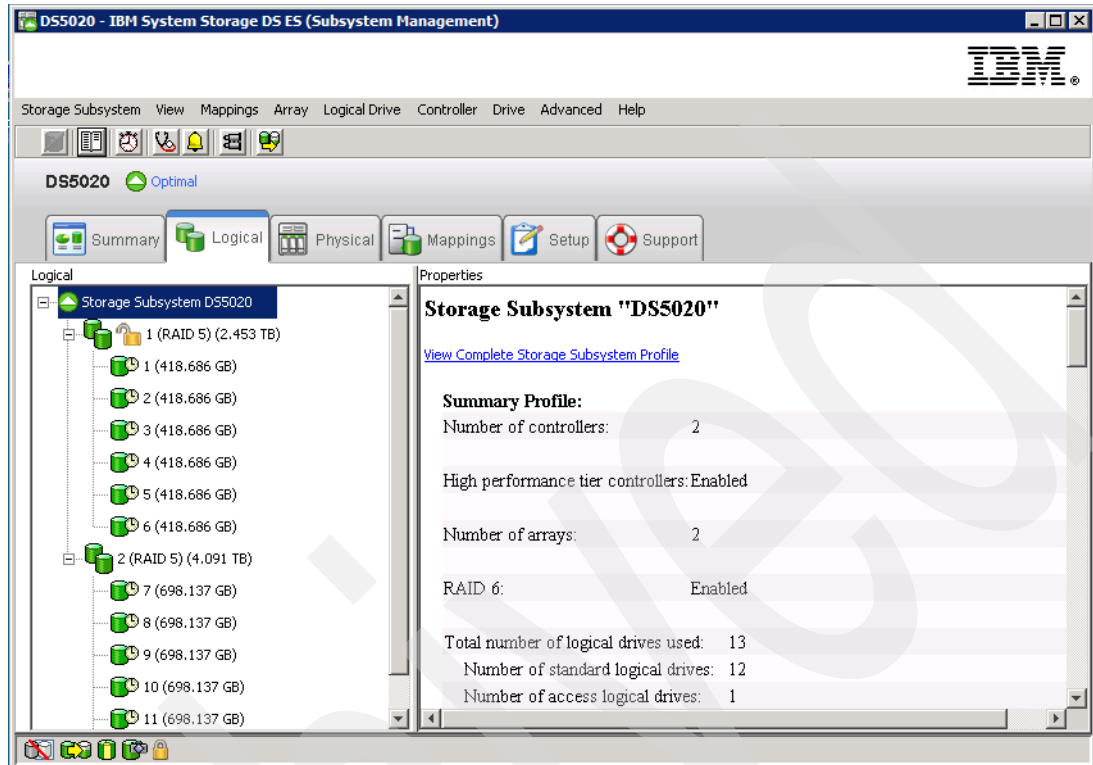 DS5020 - IBM System Storage DS ES (Subsystem Management)
IBM®
Storage Subsystem View Mappings Array Logical Drive Controller Drive Advanced Help
DS5020 Optimal
Summary Logical Physical Mappings Setup Support
Logical
Storage Subsystem DS5020
1 (RAID 5) (2.453 TB)
1 (418.686 GB)
2 (418.686 GB)
3 (418.686 GB)
4 (418.686 GB)
5 (418.686 GB)
6 (418.686 GB)
2 (RAID 5) (4.091 TB)
7 (698.137 GB)
8 (698.137 GB)
9 (698.137 GB)
10 (698.137 GB)
11 (698.137 GB)
Properties
Storage Subsystem "DS5020"
View Complete Storage Subsystem Profile
Summary Profile:
Number of controllers: 2
High performance tier controllers: Enabled
Number of arrays: 2
RAID 6: Enabled
Total number of logical drives used: 13
Number of standard logical drives: 12
Number of access logical drives: 1